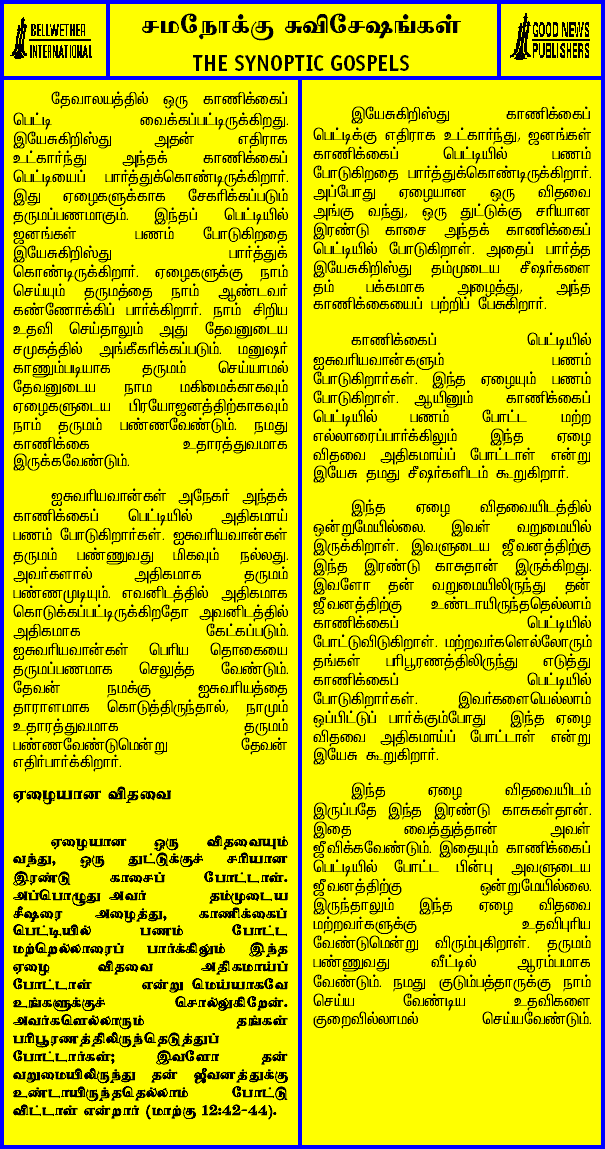 BELLWETHER
INTERNATIONAL
சமநோக்கு சுவிசேஷங்கள்
THE SYNOPTIC GOSPELS
GOOD NEWS
PUBLISHERS
தேவாலயத்தில் ஒரு காணிக்கைப்
பெட்டி வைக்கப்பட்டிருக்கிறது.
இயேசுகிறிஸ்து அதன் எதிராக
உட்கார்ந்து அந்தக் காணிக்கைப்
பெட்டியைப் பார்த்துக்கொண்டிருக்கிறார்.
இது ஏழைகளுக்காக சேகரிக்கப்படும்
தருமப்பணமாகும். இந்தப் பெட்டியில்
ஜனங்கள் பணம் போடுகிறதை
இயேசுகிறிஸ்து பார்த்துக்
கொண்டிருக்கிறார். ஏழைகளுக்கு நாம்
செய்யும் தருமத்தை நாம் ஆண்டவர்
கண்ணோக்கிப் பார்க்கிறார். நாம் சிறிய
உதவி செய்தாலும் அது தேவனுடைய
சமுகத்தில் அங்கீகரிக்கப்படும். மனுஷர்
காணும்படியாக தருமம் செய்யாமல்
தேவனுடைய நாம மகிமைக்காகவும்
ஏழைகளுடைய பிரயோஜனத்திற்காகவும்
நாம் தருமம் பண்ணவேண்டும். நமது
காணிக்கை உதாரத்துவமாக
இருக்கவேண்டும்.
ஐசுவரியவான்கள் அநேகர் அந்தக்
காணிக்கைப் பெட்டியில் அதிகமாய்
பணம் போடுகிறார்கள். ஐசுவரியவான்கள்
தருமம் பண்ணுவது மிகவும் நல்லது.
அவர்களால் அதிகமாக தருமம்
பண்ணமுடியும். எவனிடத்தில் அதிகமாக
கொடுக்கப்பட்டிருக்கிறதோ அவனிடத்தில்
அதிகமாக கேட்கப்படும்.
ஐசுவரியவான்கள் பெரிய தொகையை
தருமப்பணமாக செலுத்த வேண்டும்.
தேவன் நமக்கு ஐசுவரியத்தை
தாராளமாக கொடுத்திருந்தால், நாமும்
உதாரத்துவமாக தருமம்
பண்ணவேண்டுமென்று தேவன்
எதிர்பார்க்கிறார்.
ஏழையான விதவை
ஏழையான ஒரு விதவையும்
வந்து, ஒரு துட்டுக்குச் சரியான
இரண்டு காசைப் போட்டாள்.
அப்பொழுது அவர் தம்முடைய
சீஷரை அழைத்து, காணிக்கைப்
பெட்டியில் பணம் போட்ட
மற்றெல்லாரைப் பார்க்கிலும் இந்த
ஏழை விதவை அதிகமாய்ப்
போட்டாள் என்று மெய்யாகவே
உங்களுக்குச் சொல்லுகிறேன்.
அவர்களெல்லாரும் தங்கள்
பரிபூரணத்திலிருந்தெடுத்துப்
போட்டார்கள்; இவளோ தன்
வறுமையிலிருந்து தன் ஜீவனத்துக்கு
உண்டாயிருந்ததெல்லாம் போட்டு
விட்டாள் என்றார் (மாற்கு 12:42-44).
இயேசுகிறிஸ்து காணிக்கைப்
பெட்டிக்கு எதிராக உட்கார்ந்து, ஜனங்கள்
காணிக்கைப் பெட்டியில் பணம்
போடுகிறதை பார்த்துக்கொண்டிருக்கிறார்.
அப்போது ஏழையான ஒரு விதவை
அங்கு வந்து, ஒரு துட்டுக்கு சரியான
இரண்டு காசை அந்தக் காணிக்கைப்
பெட்டியில் போடுகிறாள். அதைப் பார்த்த
இயேசுகிறிஸ்து தம்முடைய சீஷர்களை
தம் பக்கமாக அழைத்து, அந்த
காணிக்கையைப் பற்றிப் பேசுகிறார்.
காணிக்கைப் பெட்டியில்
ஐசுவரியவான்களும் பணம்
போடுகிறார்கள். இந்த ஏழையும் பணம்
போடுகிறாள். ஆயினும் காணிக்கைப்
பெட்டியில் பணம் போட்ட மற்ற
எல்லாரைப்பார்க்கிலும் இந்த ஏழை
விதவை அதிகமாய்ப் போட்டாள் என்று
இயேசு தமது சீஷர்களிடம் கூறுகிறார்.
இந்த ஏழை விதவையிடத்தில்
ஒன்றுமேயில்லை. இவள் வறுமையில்
இருக்கிறாள். இவளுடைய ஜீவனத்திற்கு
இந்த இரண்டு காசுதான் இருக்கிறது.
இவளோ தன் வறுமையிலிருந்து தன்
ஜீவனத்திற்கு உண்டாயிருந்ததெல்லாம்
காணிக்கைப் பெட்டியில்
போட்டுவிடுகிறாள். மற்றவர்களெல்லோரும்
தங்கள் பரிபூரணத்திலிருந்து எடுத்து
காணிக்கைப் பெட்டியில்
போடுகிறார்கள். இவர்களையெல்லாம்
ஒப்பிட்டுப் பார்க்கும்போது இந்த ஏழை
விதவை அதிகமாய்ப் போட்டாள் என்று
இயேசு கூறுகிறார்.
இந்த ஏழை விதவையிடம்
இருப்பதே இந்த இரண்டு காசுகள்தான்.
இதை வைத்துத்தான் அவள்
ஜீவிக்கவேண்டும். இதையும் காணிக்கைப்
பெட்டியில் போட்ட பின்பு அவளுடைய
ஜீவனத்திற்கு ஒன்றுமேயில்லை.
இருந்தாலும் இந்த ஏழை விதவை
மற்றவர்களுக்கு உதவிபுரிய
வேண்டுமென்று விரும்புகிறாள். தருமம்
பண்ணுவது வீட்டில் ஆரம்பமாக
வேண்டும். நமது குடும்பத்தாருக்கு நாம்
செய்ய வேண்டிய உதவிகளை
குறைவில்லாமல் செய்யவேண்டும்.